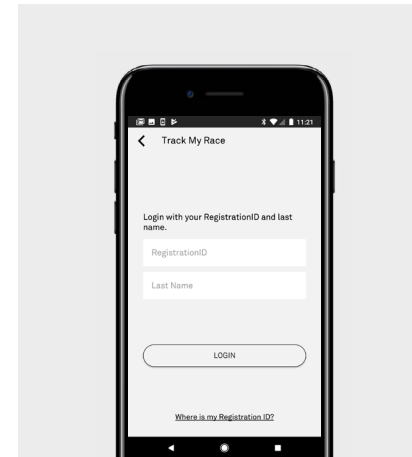 11:21
Track My Race
Login with your RegistrationID and last
name.
RegistrationID
Last Name
LOGIN
Where is my Registration ID?